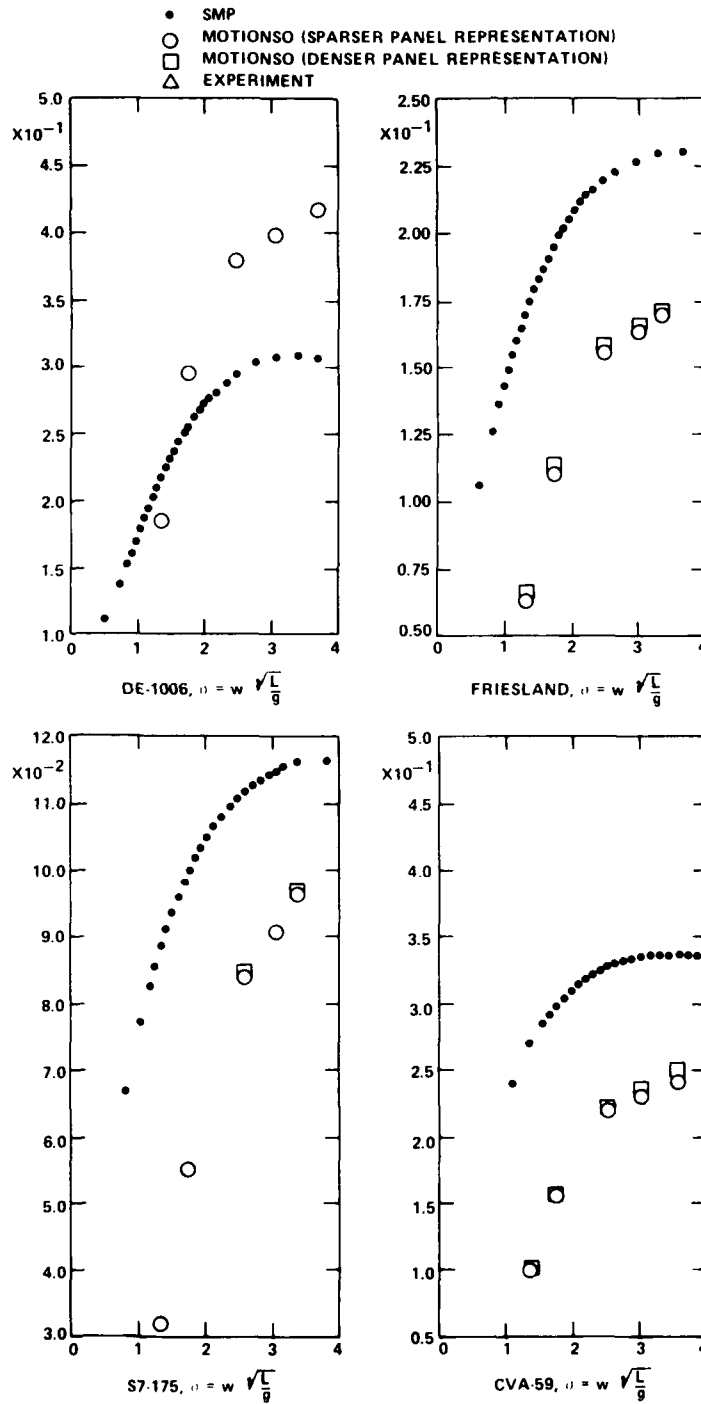 SMP
MOTIONSO (SPARSER PANEL REPRESENTATION)
MOTIONSO (DENSER PANEL REPRESENTATION)
EXPERIMENT
X10⁻¹
5.0
4.5
4.0
3.5
3.0
2.5
2.0
1.5
1.0
0 1 2 3 4
DE-1006, σ = w √L/g
X10⁻¹
2.50
2.25
2.00
1.75
1.50
1.25
1.00
0.75
0.50
0 1 2 3 4
FRIESLAND, σ = w √L/g
X10⁻²
12.0
11.0
10.0
9.0
8.0
7.0
6.0
5.0
4.0
3.0
0 1 2 3 4
S7-175, σ = w √L/g
X10⁻¹
5.0
4.5
4.0
3.5
3.0
2.5
2.0
1.5
1.0
0.5
0 1 2 3 4
CVA-59, σ = w √L/g